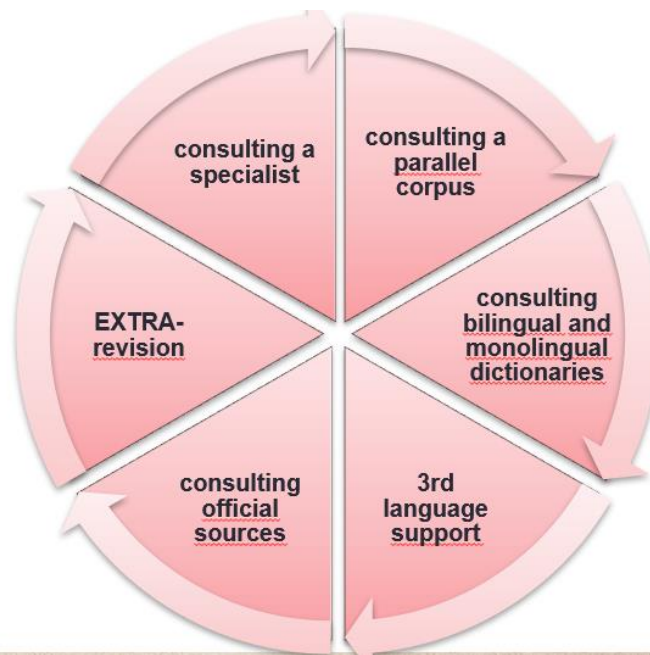 consulting a
specialist
consulting a
parallel
corpus
consulting
bilingual and
monolingual
dictionaries
3rd
language
support
consulting
official
sources
EXTRA-
revision